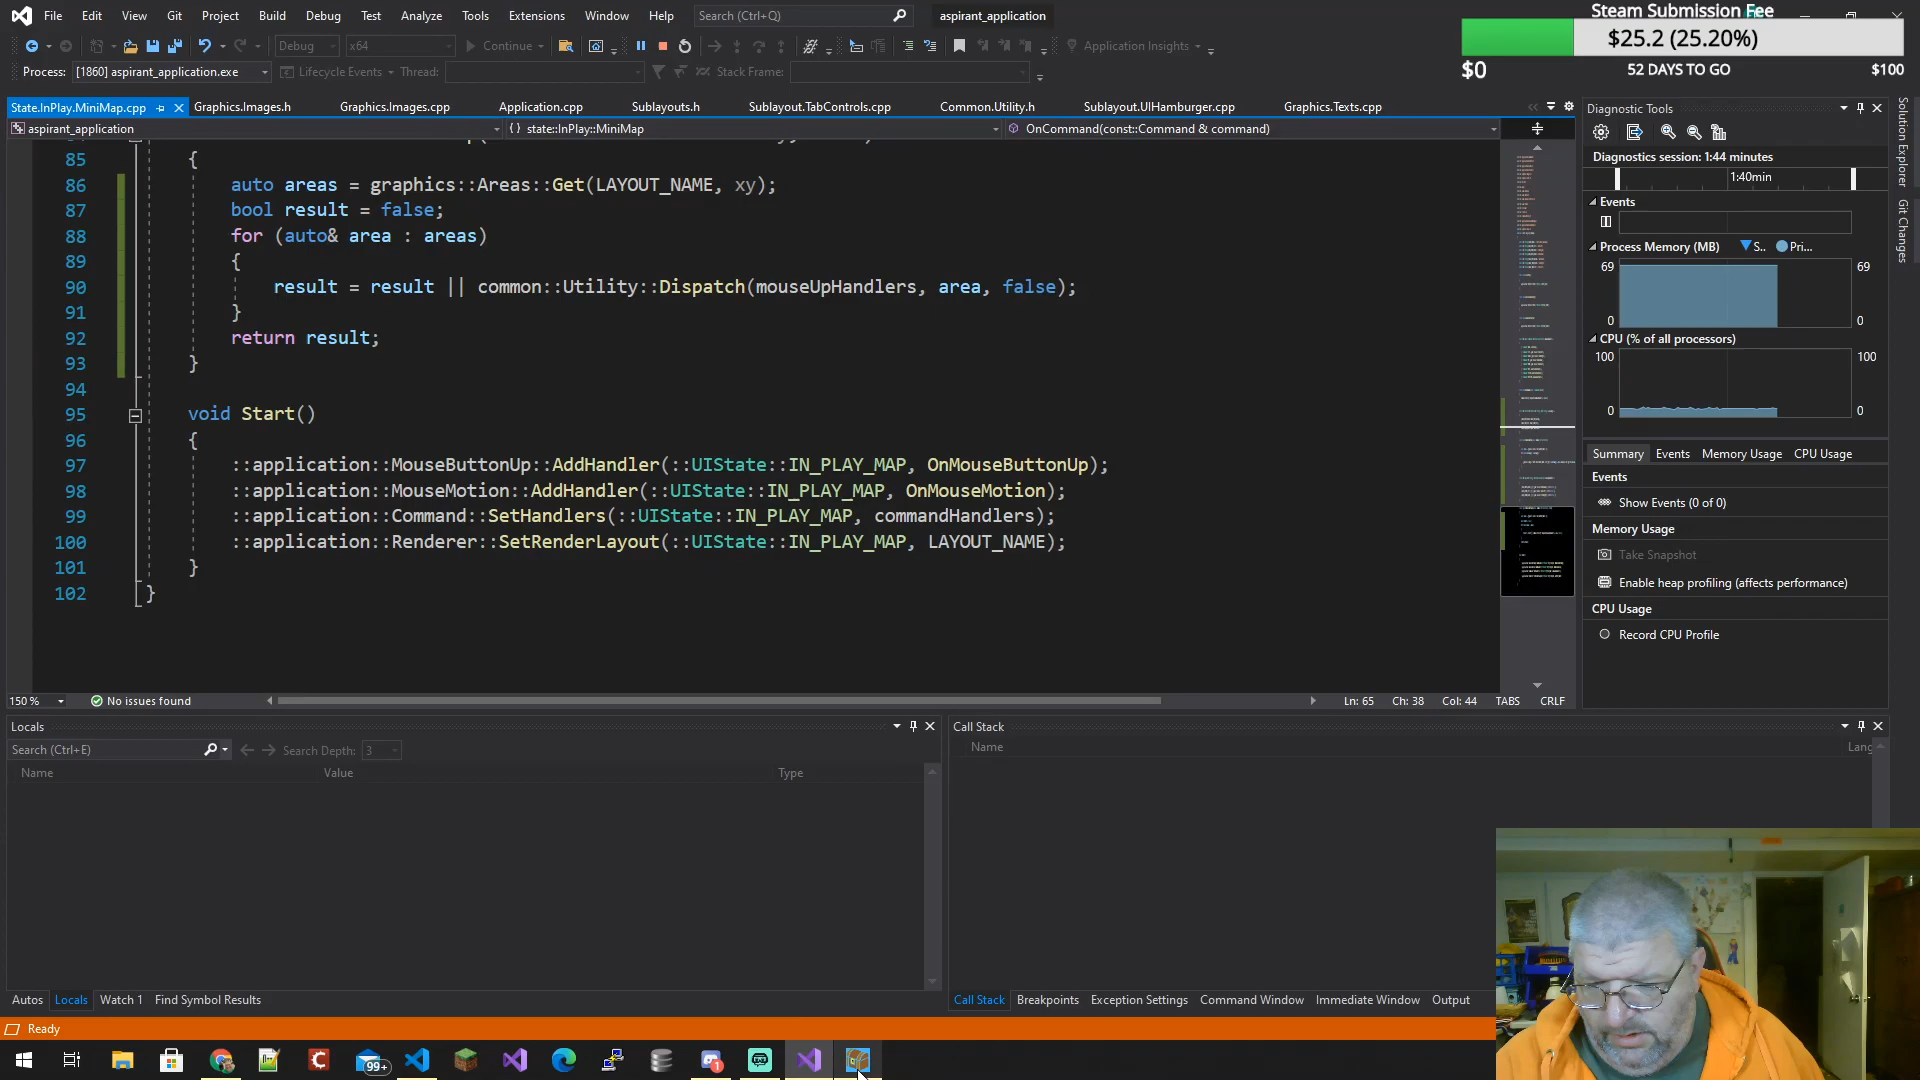 File Edit View Git Project Build Debug Test Analyze Tools Extensions Window Help Search (Ctrl+Q) aspirant_application
Steam Submission Fee
$25.2 (25.20%)
$0 52 DAYS TO GO $100
Debug x64 Continue Application Insights
Process: [1860] aspirant_application.exe Lifecycle Events Thread: Stack Frame:
State.InPlay.MiniMap.cpp Graphics.Images.h Graphics.Images.cpp Application.cpp Sublayouts.h Sublayout.TabControls.cpp Common.Utility.h Sublayout.UIHamburger.cpp Graphics.Texts.cpp
aspirant_application {} state::InPlay::MiniMap OnCommand(const::Command & command)
85 {
86 auto areas = graphics::Areas::Get(LAYOUT_NAME, xy);
87 bool result = false;
88 for (auto& area : areas)
89 {
90 result = result || common::Utility::Dispatch(mouseUpHandlers, area, false);
91 }
92 return result;
93 }
94
95 void Start()
96 {
97 ::application::MouseButtonUp::AddHandler(::UIState::IN_PLAY_MAP, OnMouseButtonUp);
98 ::application::MouseMotion::AddHandler(::UIState::IN_PLAY_MAP, OnMouseMotion);
99 ::application::Command::SetHandlers(::UIState::IN_PLAY_MAP, commandHandlers);
100 ::application::Renderer::SetRenderLayout(::UIState::IN_PLAY_MAP, LAYOUT_NAME);
101 }
102 }
150 % No issues found Ln: 65 Ch: 38 Col: 44 TABS CRLF
Diagnostic Tools
Diagnostics session: 1:44 minutes
1:40min
Events
Process Memory (MB) S.. Pri...
69 69
0 0
CPU (% of all processors)
100 100
0 0
Summary Events Memory Usage CPU Usage
Events
Show Events (0 of 0)
Memory Usage
Take Snapshot
Enable heap profiling (affects performance)
CPU Usage
Record CPU Profile
Solution Explorer
Git Changes
Locals
Search (Ctrl+E) Search Depth: 3
Name Value Type
Autos Locals Watch 1 Find Symbol Results
Call Stack
Name Lang
Call Stack Breakpoints Exception Settings Command Window Immediate Window Output
Ready
99+
1